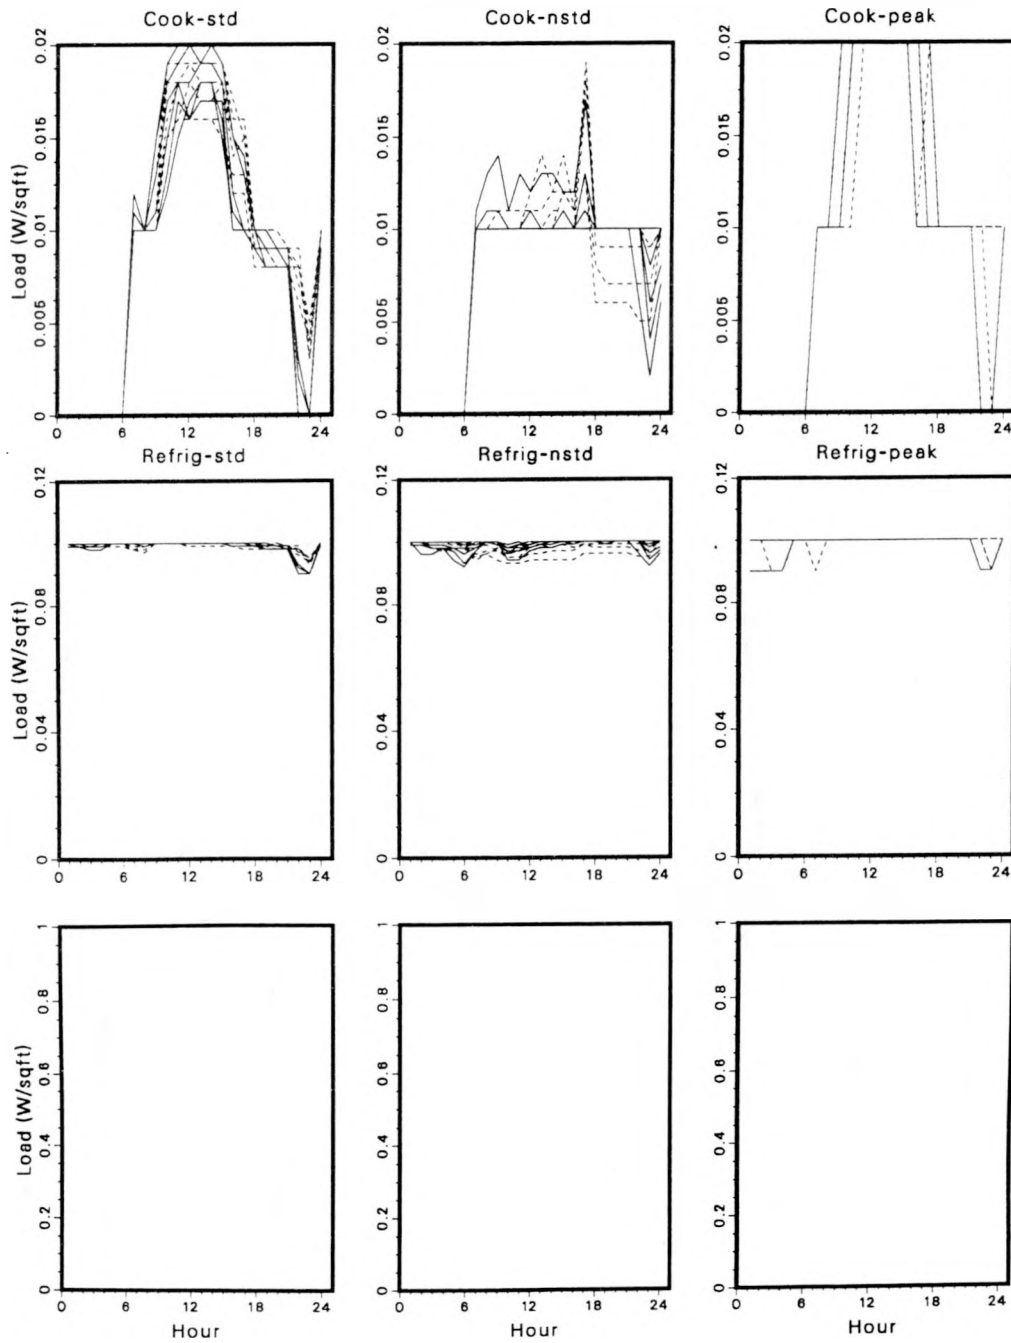 Cook-std
Cook-nstd
Cook-peak
Load (W/sqft)
0 0.005 0.01 0.015 0.02
0 0.005 0.01 0.015 0.02
0 0.005 0.01 0.015 0.02
0 6 12 18 24
0 6 12 18 24
0 6 12 18 24
Refrig-std
Refrig-nstd
Refrig-peak
Load (W/sqft)
0 0.04 0.08 0.12
0 0.04 0.08 0.12
0 0.04 0.08 0.12
0 6 12 18 24
0 6 12 18 24
0 6 12 18 24
Load (W/sqft)
0 0.2 0.4 0.6 0.8 1
0 0.2 0.4 0.6 0.8 1
0 0.2 0.4 0.6 0.8 1
0 6 12 18 24
0 6 12 18 24
0 6 12 18 24
Hour
Hour
Hour